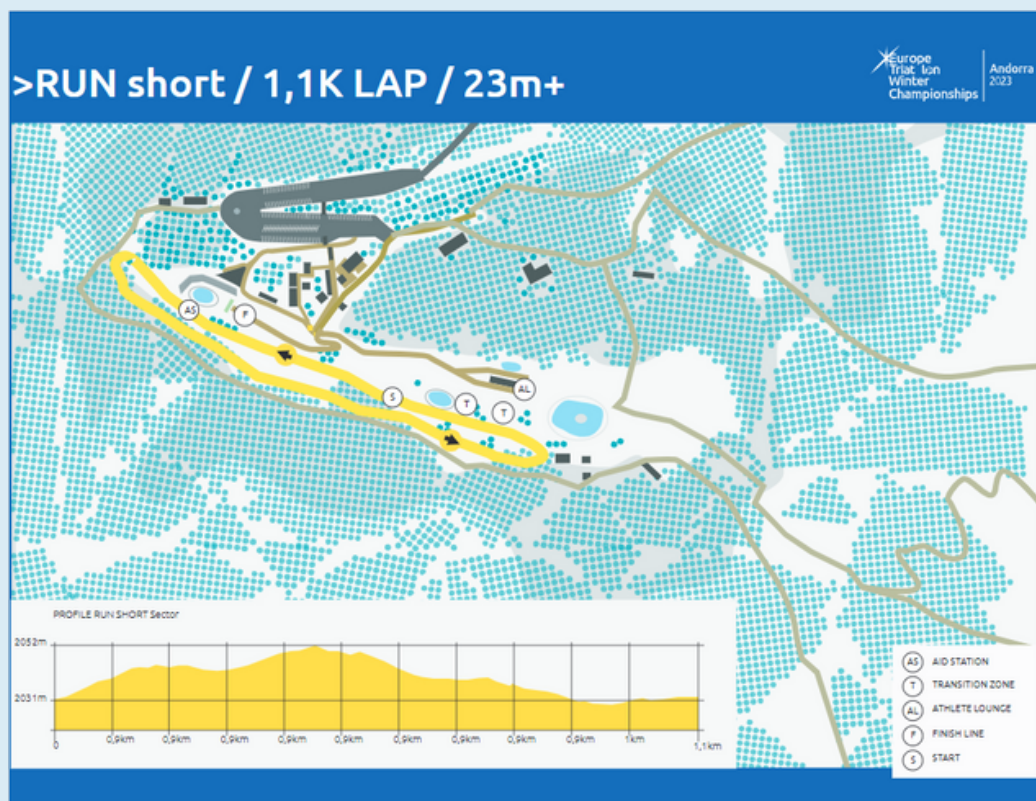 >RUN short / 1,1K LAP / 23m+
Europe
Triatlon
Winter
Championships
Andorra
2023
AS
F
S
T
T
AL
PROFILE RUN SHORT Sector
2052m
2031m
0
0,9km
0,9km
0,9km
0,9km
0,9km
0,9km
0,9km
0,9km
0,9km
1km
1,1km
AS AID STATION
T TRANSITION ZONE
AL ATHLETE LOUNGE
F FINISH LINE
S START